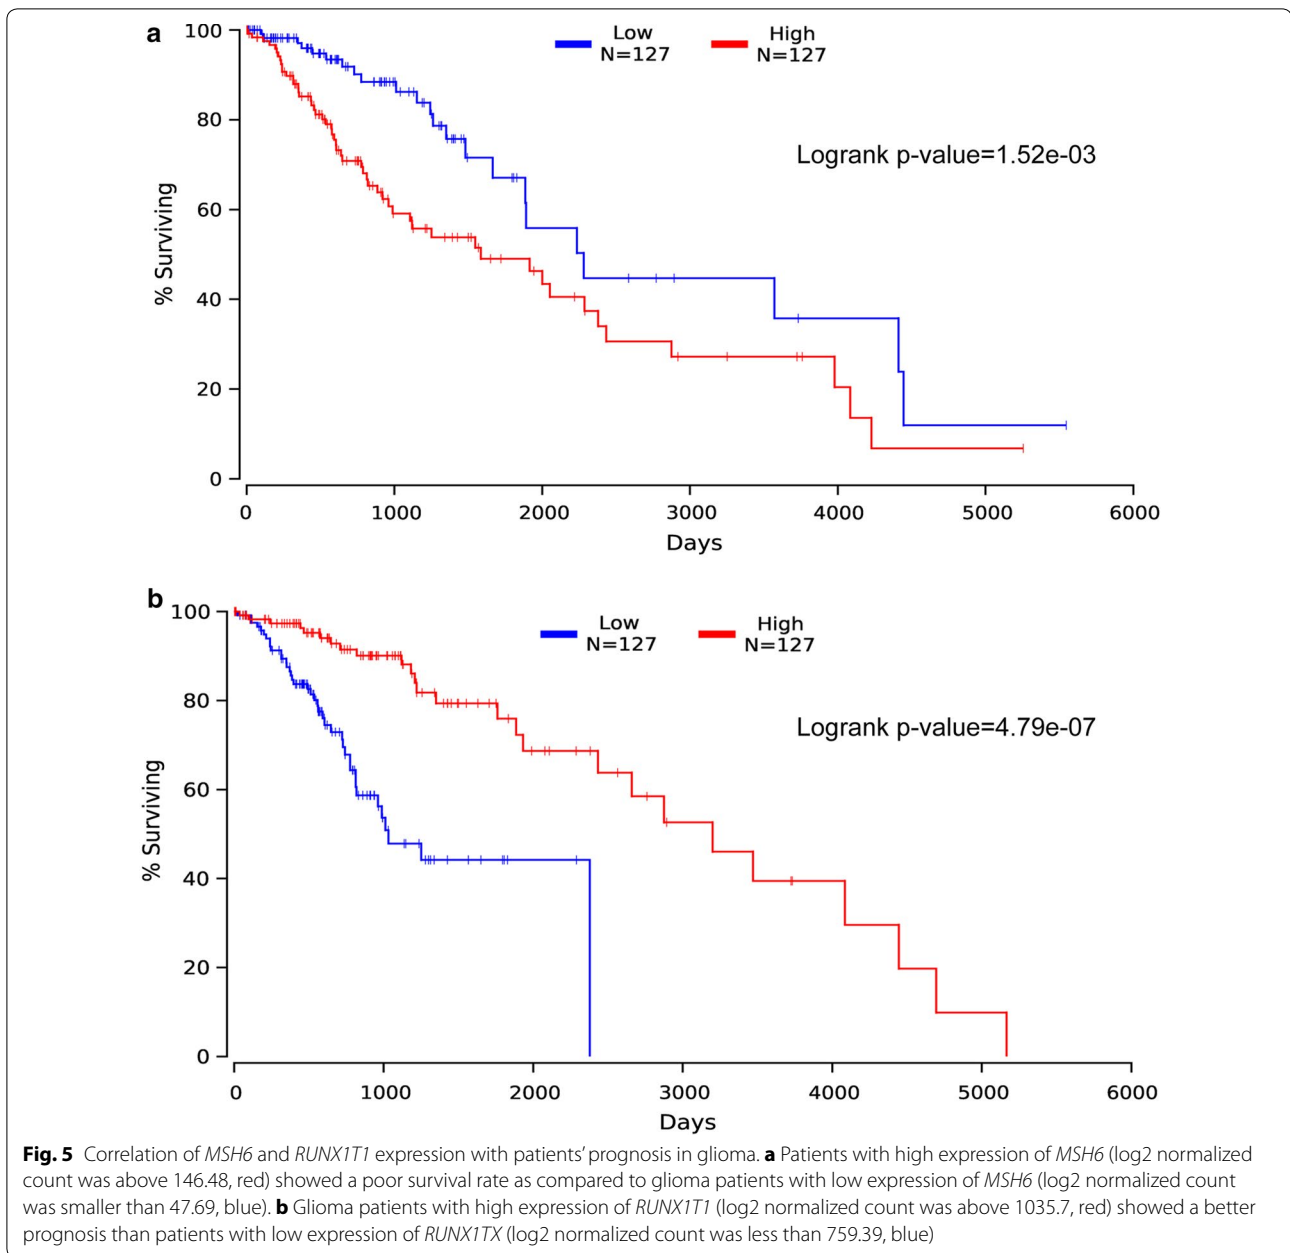 a
Low
N=127
High
N=127
Logrank p-value=1.52e-03
% Surviving
100
80
60
40
20
0
0 1000 2000 3000 4000 5000 6000
Days
b
Low
N=127
High
N=127
Logrank p-value=4.79e-07
% Surviving
100
80
60
40
20
0
0 1000 2000 3000 4000 5000 6000
Days
Fig. 5 Correlation of MSH6 and RUNX1T1 expression with patients’ prognosis in glioma. a Patients with high expression of MSH6 (log2 normalized
count was above 146.48, red) showed a poor survival rate as compared to glioma patients with low expression of MSH6 (log2 normalized count
was smaller than 47.69, blue). b Glioma patients with high expression of RUNX1T1 (log2 normalized count was above 1035.7, red) showed a better
prognosis than patients with low expression of RUNX1TX (log2 normalized count was less than 759.39, blue)